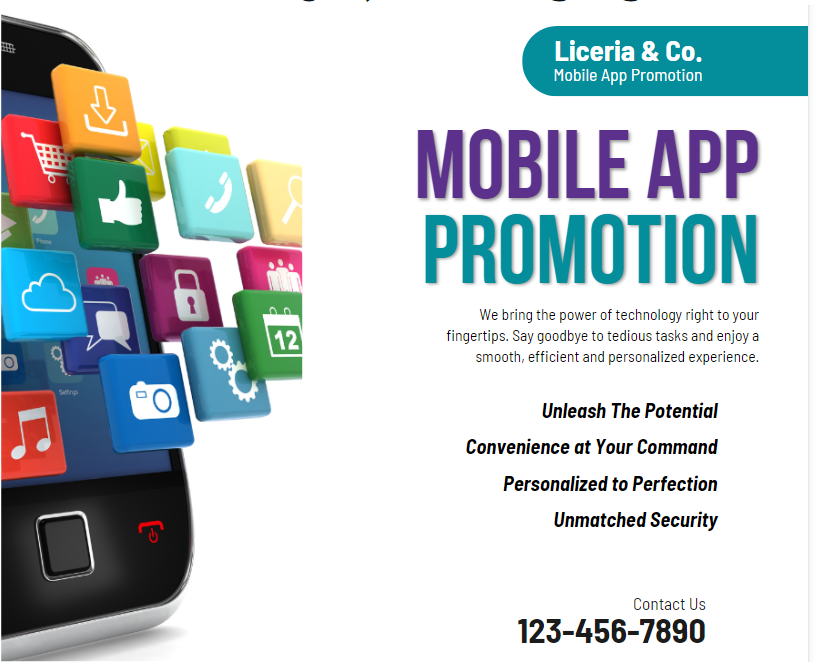 Liceria & Co.
Mobile App Promotion
MOBILE APP
PROMOTION
We bring the power of technology right to your
fingertips. Say goodbye to tedious tasks and enjoy a
smooth, efficient and personalized experience.
Unleash The Potential
Convenience at Your Command
Personalized to Perfection
Unmatched Security
Contact Us
123-456-7890
12
Phone
Settings